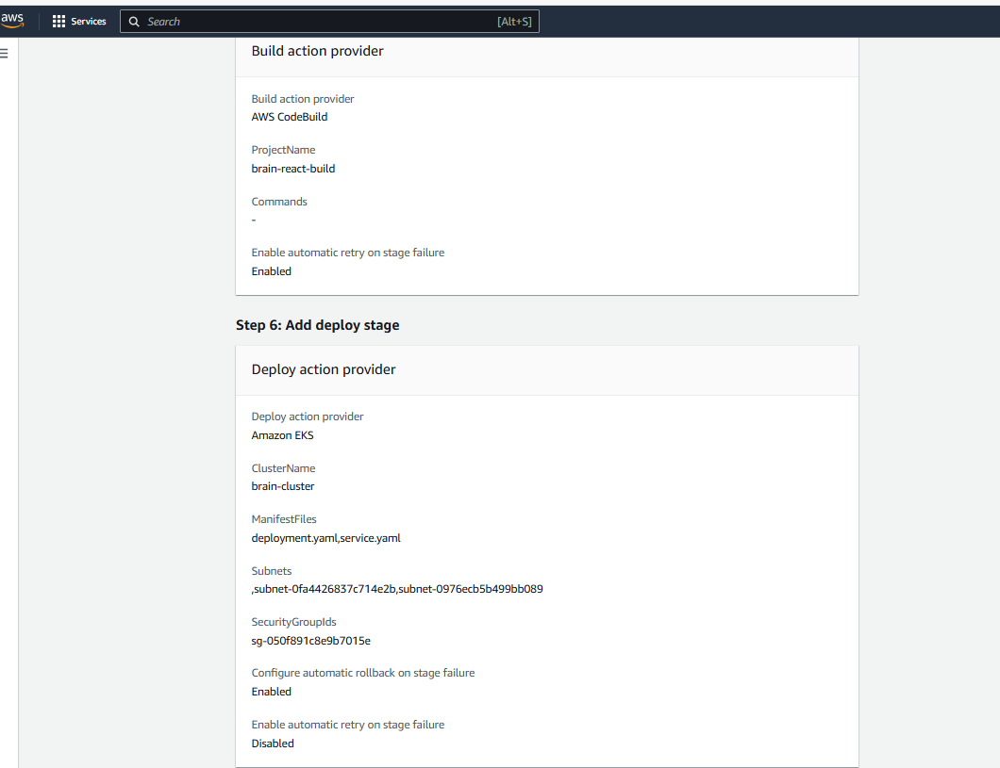 aws
Services
Search
[Alt+S]
Build action provider
Build action provider
AWS CodeBuild
ProjectName
brain-react-build
Commands
-
Enable automatic retry on stage failure
Enabled
Step 6: Add deploy stage
Deploy action provider
Deploy action provider
Amazon EKS
ClusterName
brain-cluster
ManifestFiles
deployment.yaml,service.yaml
Subnets
,subnet-0fa4426837c714e2b,subnet-0976ecb5b499bb089
SecurityGroupIds
sg-050f891c8e9b7015e
Configure automatic rollback on stage failure
Enabled
Enable automatic retry on stage failure
Disabled